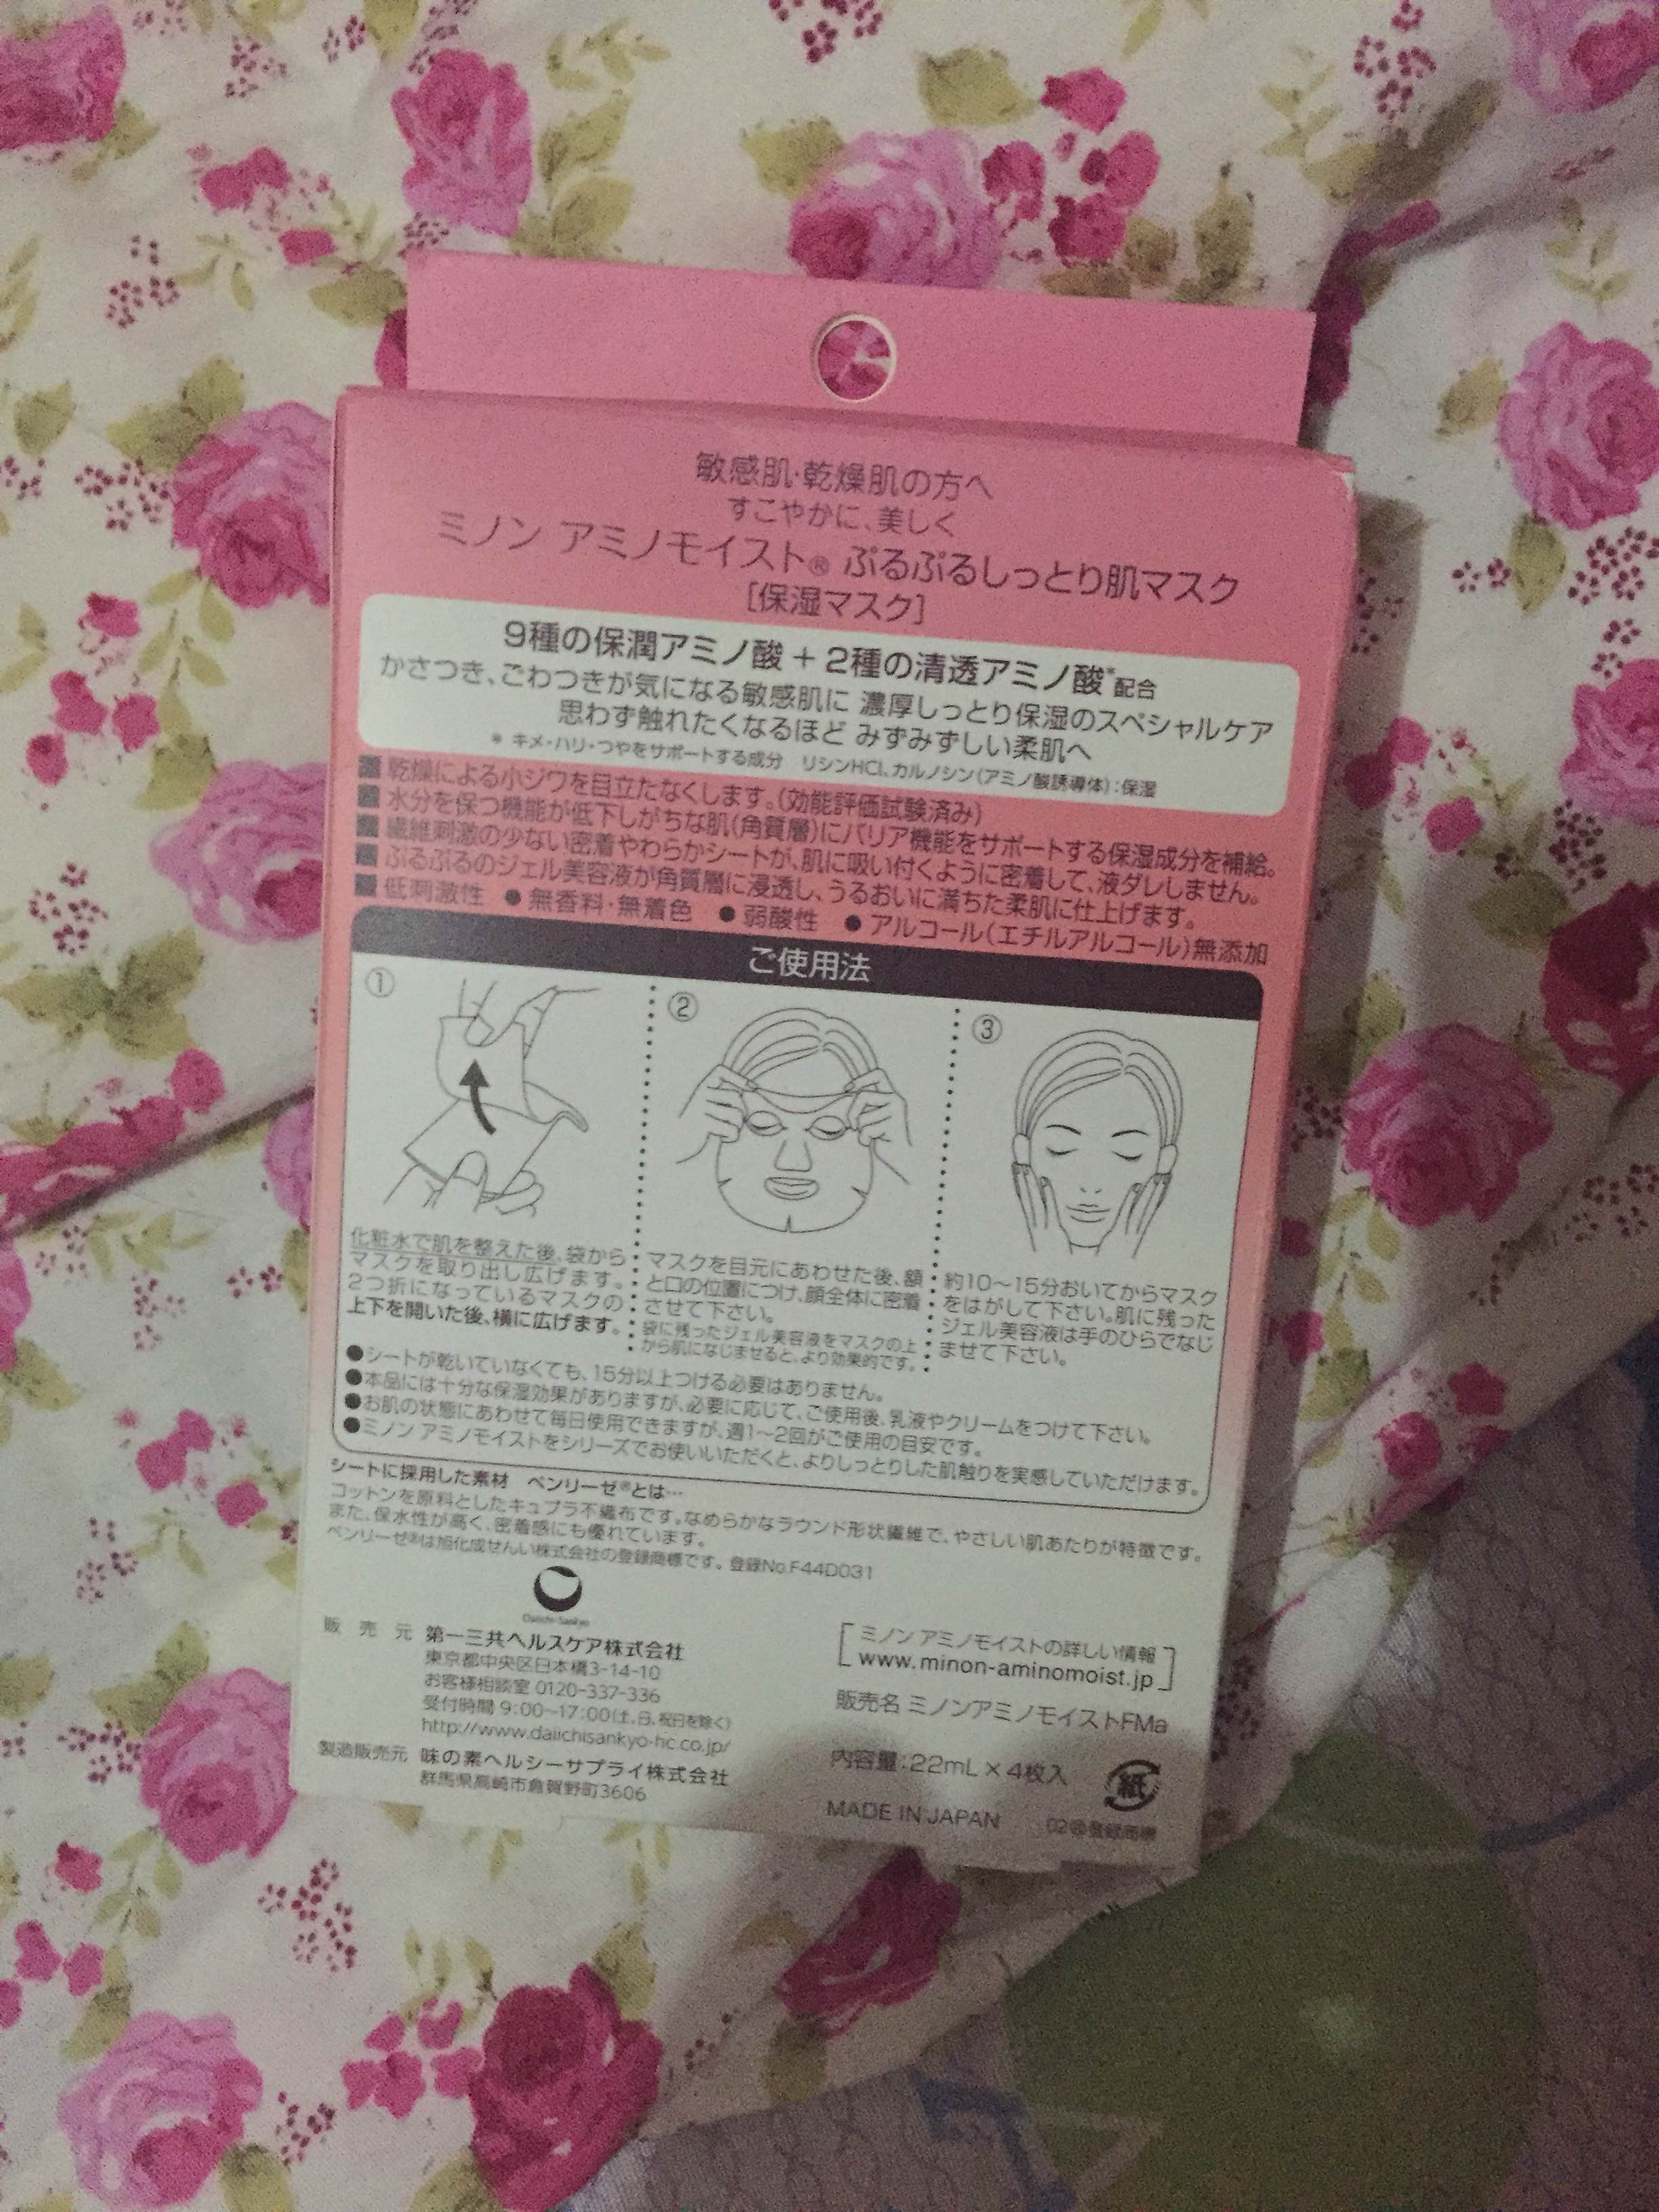 敏感肌・乾燥肌の方へ
すこやかに、美しく
ミノン アミノモイスト® ぷるぷるしっとり肌マスク
[保湿マスク]
9種の保潤アミノ酸 + 2種の清透アミノ酸*配合
かさつき、ごわつきが気になる敏感肌に 濃厚しっとり保湿のスペシャルケア
思わず触れたくなるほど みずみずしい柔肌へ
* キメ・ハリ・つやをサポートする成分 リシンHCl、カルノシン(アミノ酸誘導体):保湿
■ 乾燥による小ジワを目立たなくします。(効能評価試験済み)
■ 水分を保つ機能が低下しがちな肌(角質層)にバリア機能をサポートする保湿成分を補給。
■ 繊維刺激の少ない密着やわらかシートが、肌に吸い付くように密着して、液ダレしません。
■ ぷるぷるのジェル美容液が角質層に浸透し、うるおいに満ちた柔肌に仕上げます。
■ 低刺激性 ● 無香料・無着色 ● 弱酸性 ● アルコール(エチルアルコール)無添加
ご使用法
①
化粧水で肌を整えた後、袋から
マスクを取り出し広げます。
2つ折になっているマスクの
上下を開いた後、横に広げます。
②
マスクを目元にあわせた後、額
と口の位置につけ、顔全体に密着
させて下さい。
袋に残ったジェル美容液をマスクの上
から肌になじませると、より効果的です。
③
約10〜15分おいてからマスク
をはがして下さい。肌に残った
ジェル美容液は手のひらでなじ
ませて下さい。
●シートが乾いていなくても、15分以上つける必要はありません。
●本品には十分な保湿効果がありますが、必要に応じて、ご使用後、乳液やクリームをつけて下さい。
●お肌の状態にあわせて毎日使用できますが、週1〜2回がご使用の目安です。
●ミノン アミノモイストをシリーズでお使いいただくと、よりしっとりした肌触りを実感していただけます。
シートに採用した素材 ベンリーゼ®とは…
コットンを原料としたキュプラ不織布です。なめらかなラウンド形状繊維で、やさしい肌あたりが特徴です。
また、保水性が高く、密着感にも優れています。
ベンリーゼ®は旭化成せんい株式会社の登録商標です。登録No.F44D031
Daiichi-Sankyo
販売元 第一三共ヘルスケア株式会社
東京都中央区日本橋3-14-10
お客様相談室 0120-337-336
受付時間 9:00〜17:00(土、日、祝日を除く)
http://www.daiichisankyo-hc.co.jp/
製造販売元 味の素ヘルシーサプライ株式会社
群馬県高崎市倉賀野町3606
[ミノン アミノモイストの詳しい情報
www.minon-aminomoist.jp]
販売名 ミノンアミノモイストFMa
内容量:22mL×4枚入
紙
MADE IN JAPAN
02®登録商標